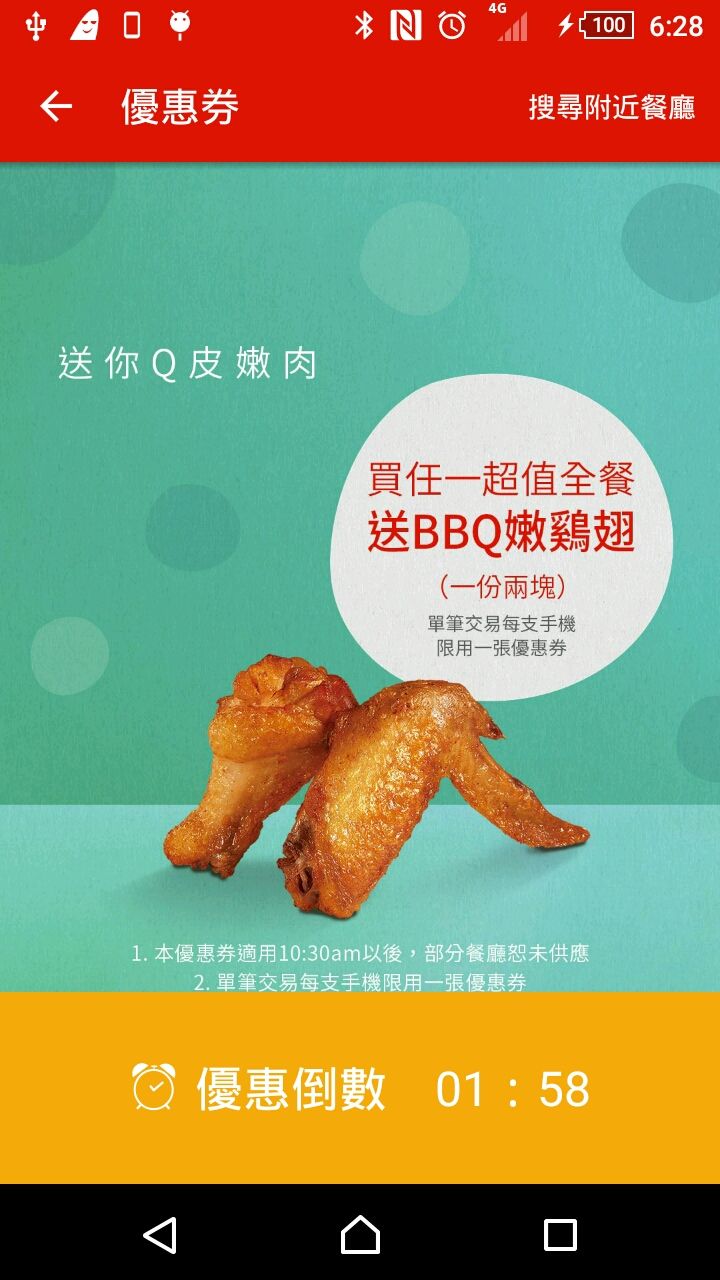 4G
100
6:28
優惠券
搜尋附近餐廳
送你Q皮嫩肉
買任一超值全餐
送BBQ嫩鷄翅
（一份兩塊）
單筆交易每支手機
限用一張優惠券
1. 本優惠券適用10:30am以後，部分餐廳恕未供應
2. 單筆交易每支手機限用一張優惠券
優惠倒數 01 : 58